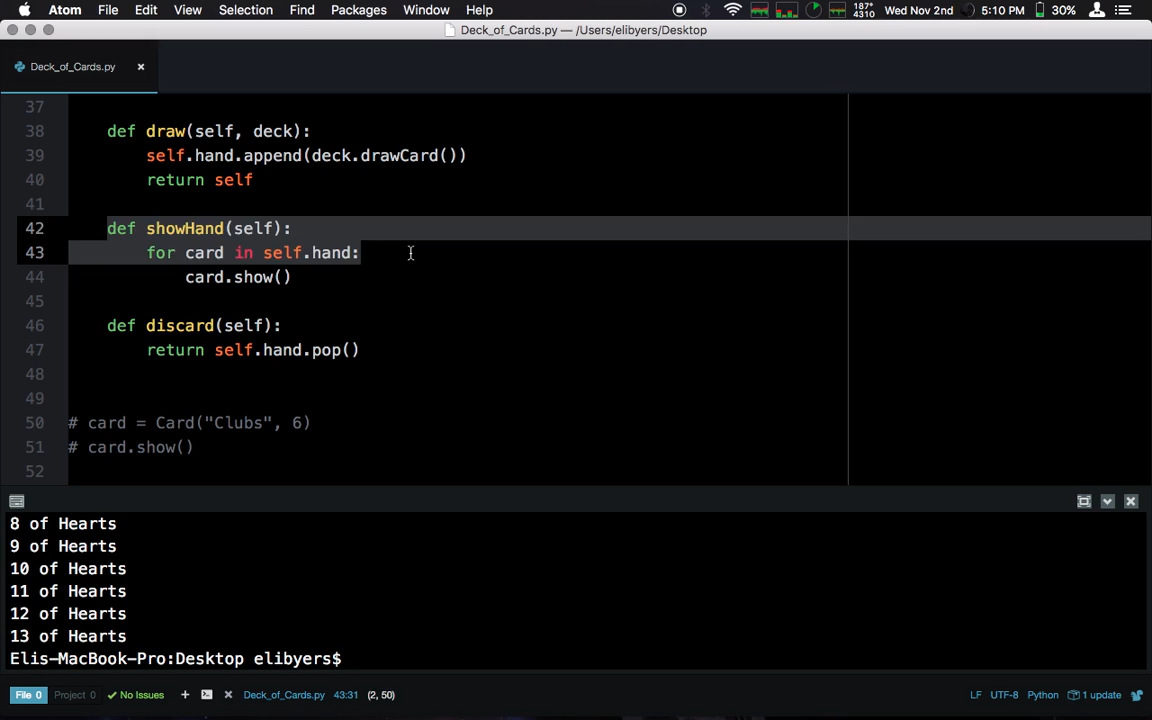 Atom File Edit View Selection Find Packages Window Help 187° 4310 Wed Nov 2nd 5:10 PM 30%
Deck_of_Cards.py — /Users/elibyers/Desktop
Deck_of_Cards.py ×
37
38 def draw(self, deck):
39 self.hand.append(deck.drawCard())
40 return self
41
42 def showHand(self):
43 for card in self.hand:
44 card.show()
45
46 def discard(self):
47 return self.hand.pop()
48
49
50 # card = Card("Clubs", 6)
51 # card.show()
52
8 of Hearts
9 of Hearts
10 of Hearts
11 of Hearts
12 of Hearts
13 of Hearts
Elis-MacBook-Pro:Desktop elibyers$
File 0 Project 0 No Issues + × Deck_of_Cards.py 43:31 (2, 50) LF UTF-8 Python 1 update